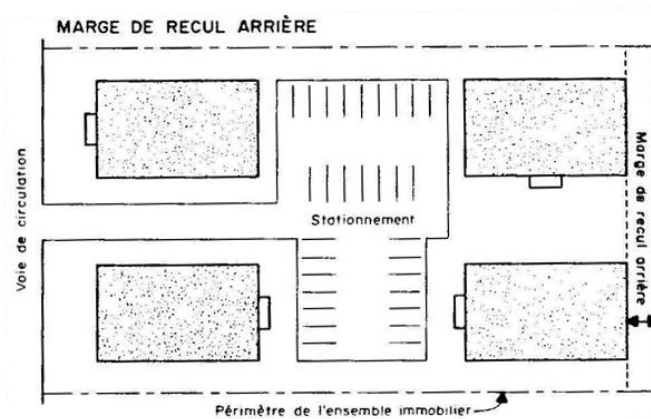 MARGE DE RECUL ARRIÈRE
Voie de circulation
Stationnement
Marge de recul arrière
Périmètre de l'ensemble immobilier